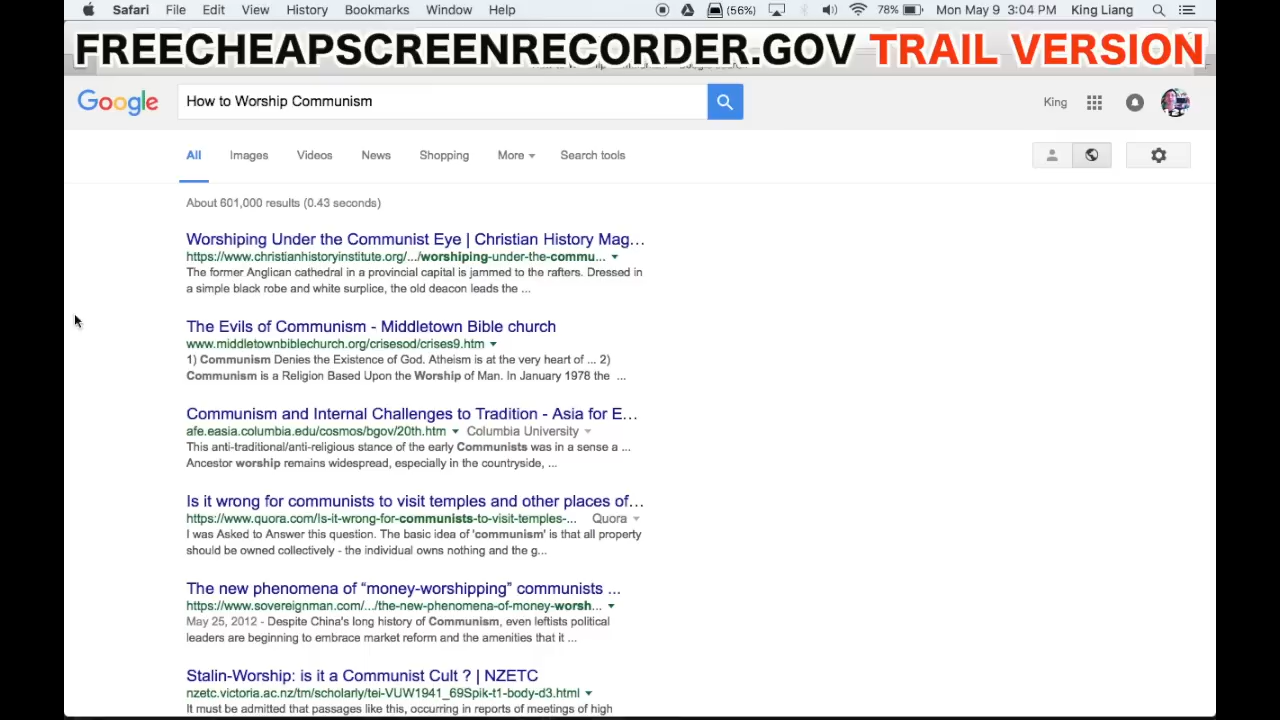 Safari File Edit View History Bookmarks Window Help (56%) 78% Mon May 9 3:04 PM King Liang
FREECHEAPSCREENRECORDER.GOV TRAIL VERSION
Google How to Worship Communism King
All Images Videos News Shopping More Search tools
About 601,000 results (0.43 seconds)
Worshiping Under the Communist Eye | Christian History Mag...
https://www.christianhistoryinstitute.org/.../worshiping-under-the-commu...
The former Anglican cathedral in a provincial capital is jammed to the rafters. Dressed in
a simple black robe and white surplice, the old deacon leads the ...
The Evils of Communism - Middletown Bible church
www.middletownbiblechurch.org/crisesod/crises9.htm
1) Communism Denies the Existence of God. Atheism is at the very heart of ... 2)
Communism is a Religion Based Upon the Worship of Man. In January 1978 the ...
Communism and Internal Challenges to Tradition - Asia for E...
afe.easia.columbia.edu/cosmos/bgov/20th.htm Columbia University
This anti-traditional/anti-religious stance of the early Communists was in a sense a ...
Ancestor worship remains widespread, especially in the countryside, ...
Is it wrong for communists to visit temples and other places of...
https://www.quora.com/Is-it-wrong-for-communists-to-visit-temples-... Quora
I was Asked to Answer this question. The basic idea of 'communism' is that all property
should be owned collectively - the individual owns nothing and the g...
The new phenomena of “money-worshipping” communists ...
https://www.sovereignman.com/.../the-new-phenomena-of-money-worsh...
May 25, 2012 - Despite China's long history of Communism, even leftists political
leaders are beginning to embrace market reform and the amenities that it ...
Stalin-Worship: is it a Communist Cult ? | NZETC
nzetc.victoria.ac.nz/tm/scholarly/tei-VUW1941_69Spik-t1-body-d3.html
It must be admitted that passages like this, occurring in reports of meetings of high